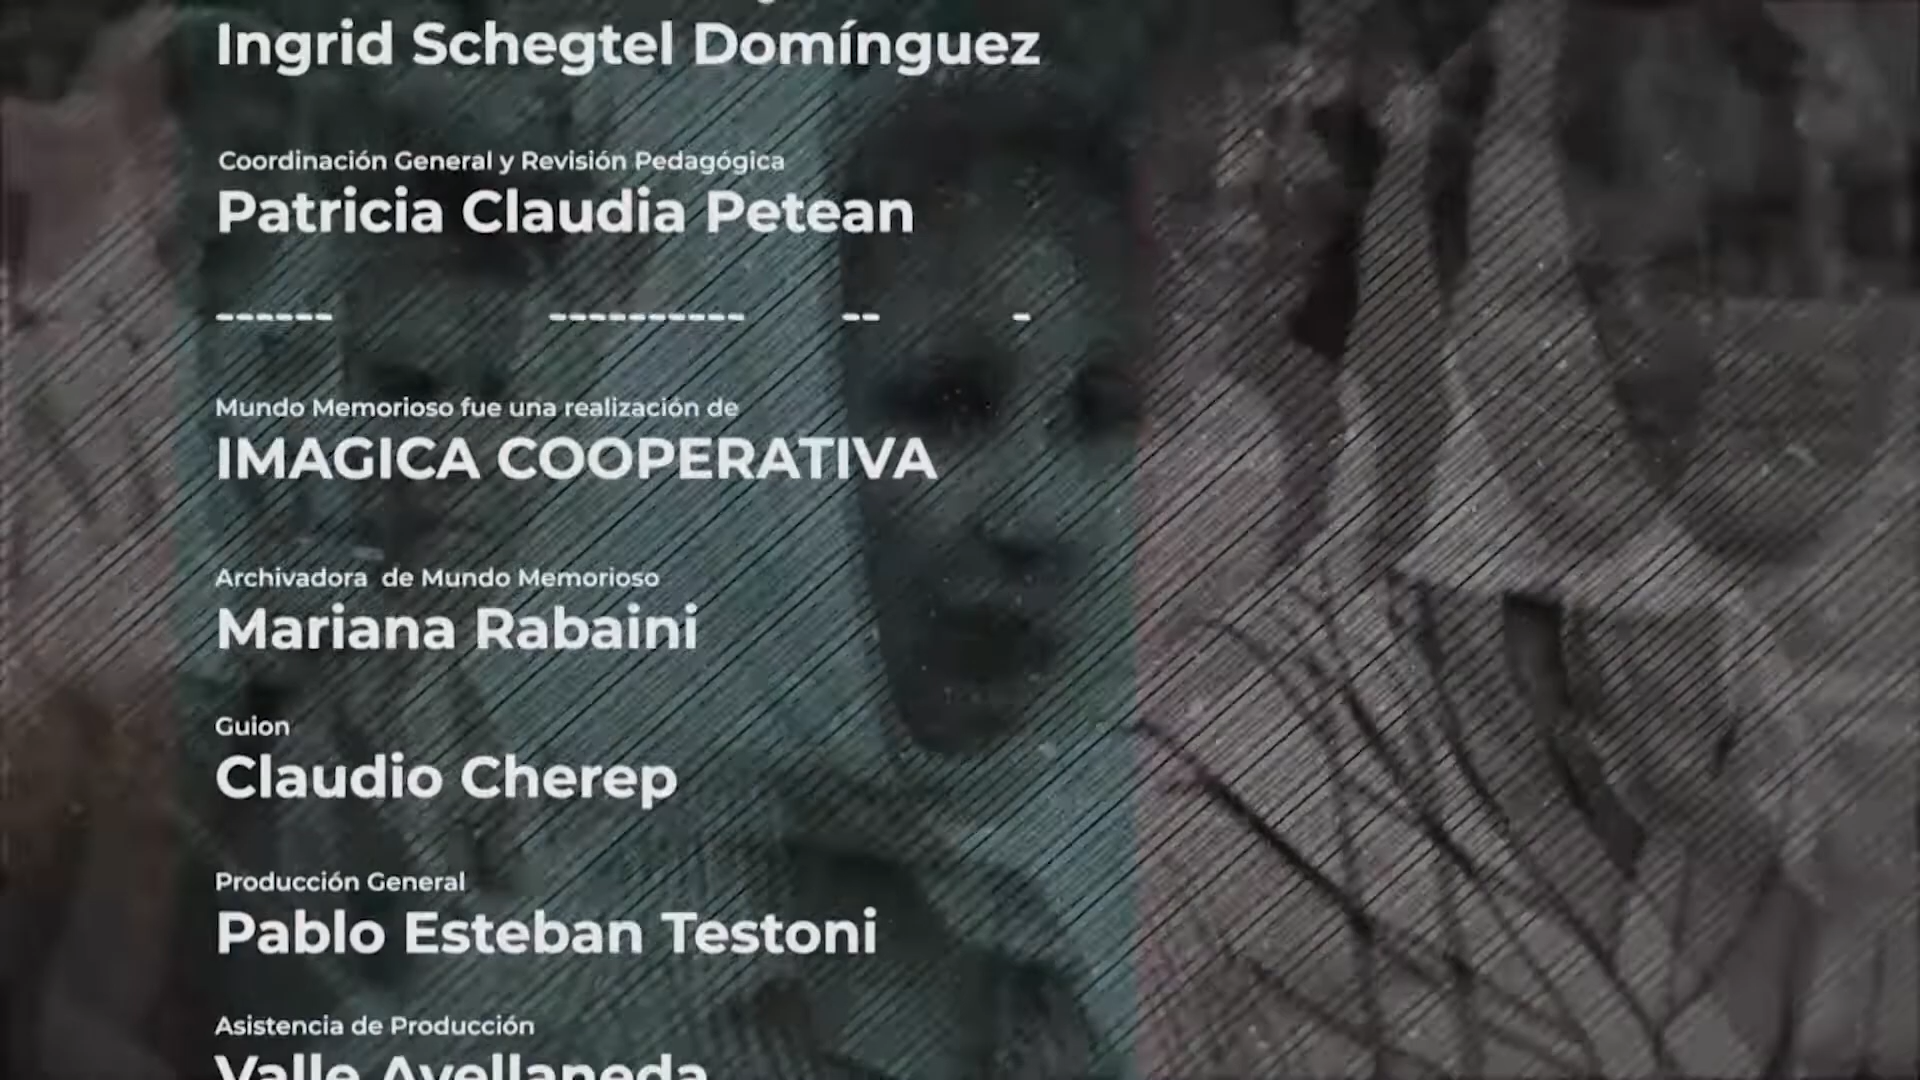 Ingrid Schegtel Domínguez
Coordinación General y Revisión Pedagógica
Patricia Claudia Petean
------ ---------- -- -
Mundo Memorioso fue una realización de
IMAGICA COOPERATIVA
Archivadora de Mundo Memorioso
Mariana Rabaini
Guion
Claudio Cherep
Producción General
Pablo Esteban Testoni
Asistencia de Producción
Valle Avellaneda